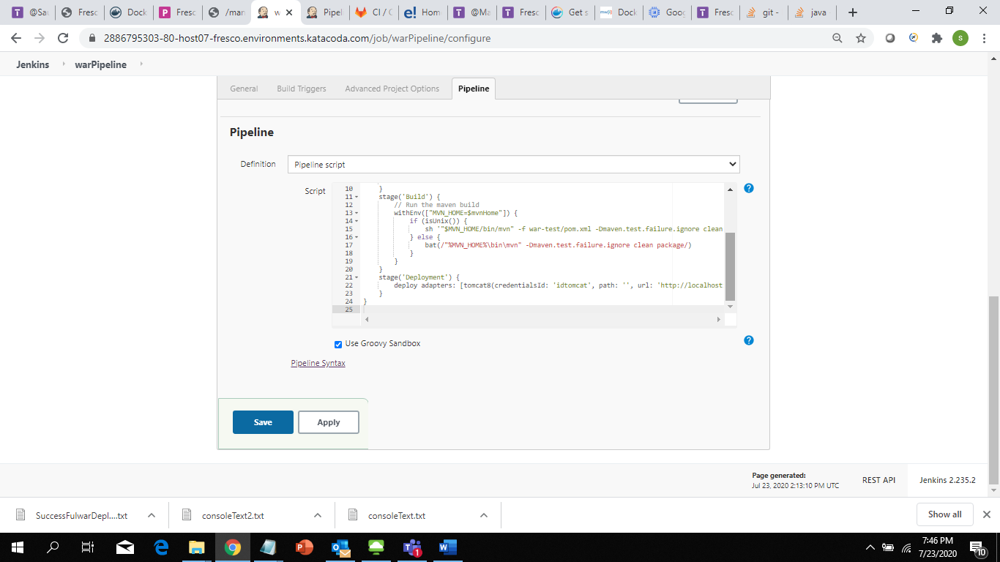 @Sau
Fresc
Dock
Fresc
/man
w
Pipel
CI / C
Hom
@Ma
Fresc
Get s
Dock
Goog
Fresc
git -
java
2886795303-80-host07-fresco.environments.katacoda.com/job/warPipeline/configure
Jenkins warPipeline
General Build Triggers Advanced Project Options Pipeline
Pipeline
Definition Pipeline script
Script
10 }
11 stage('Build') {
12 // Run the maven build
13 withEnv(["MVN_HOME=$mvnHome"]) {
14 if (isUnix()) {
15 sh '"$MVN_HOME/bin/mvn" -f war-test/pom.xml -Dmaven.test.failure.ignore clean
16 } else {
17 bat(/"%MVN_HOME%\bin\mvn" -Dmaven.test.failure.ignore clean package/)
18 }
19 }
20 }
21 stage('Deployment') {
22 deploy adapters: [tomcat8(credentialsId: 'idtomcat', path: '', url: 'http://localhost
23 }
24 }
25
Use Groovy Sandbox
Pipeline Syntax
Save Apply
Page generated:
Jul 23, 2020 2:13:10 PM UTC
REST API
Jenkins 2.235.2
SuccessFulwarDepl....txt
consoleText2.txt
consoleText.txt
Show all
7:46 PM
7/23/2020
1
10